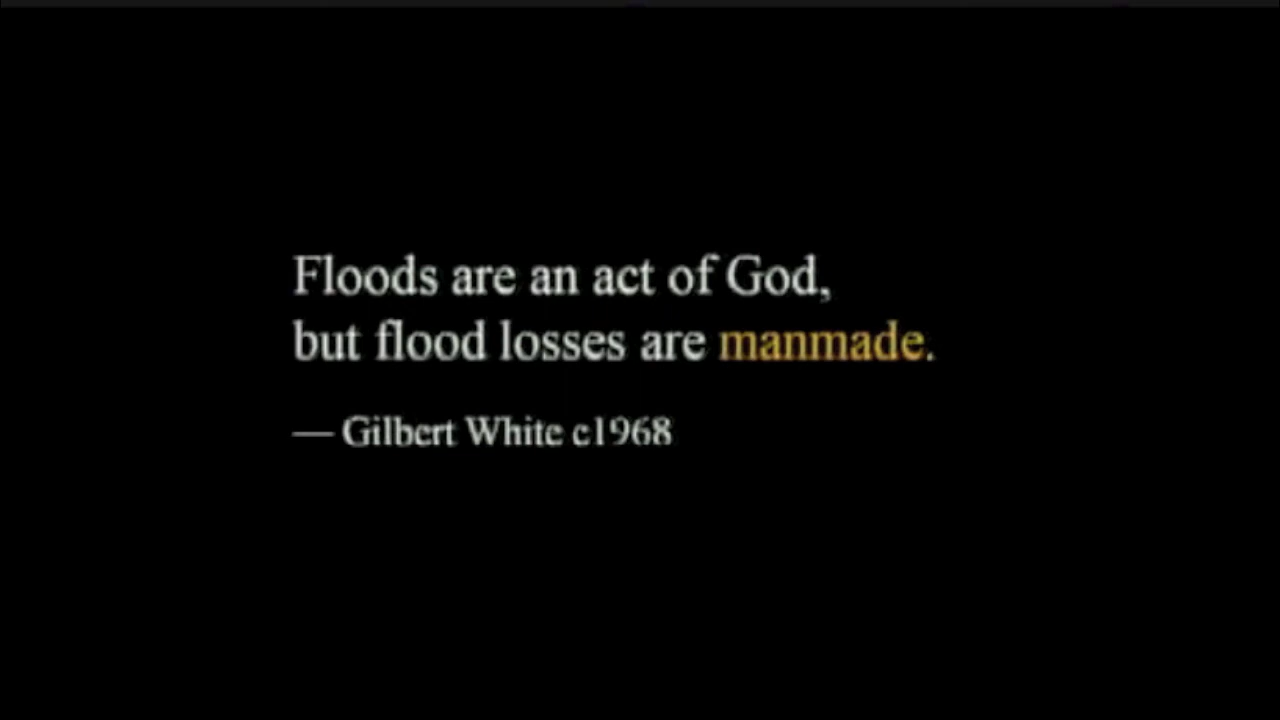 Floods are an act of God,
but flood losses are manmade.
— Gilbert White c1968